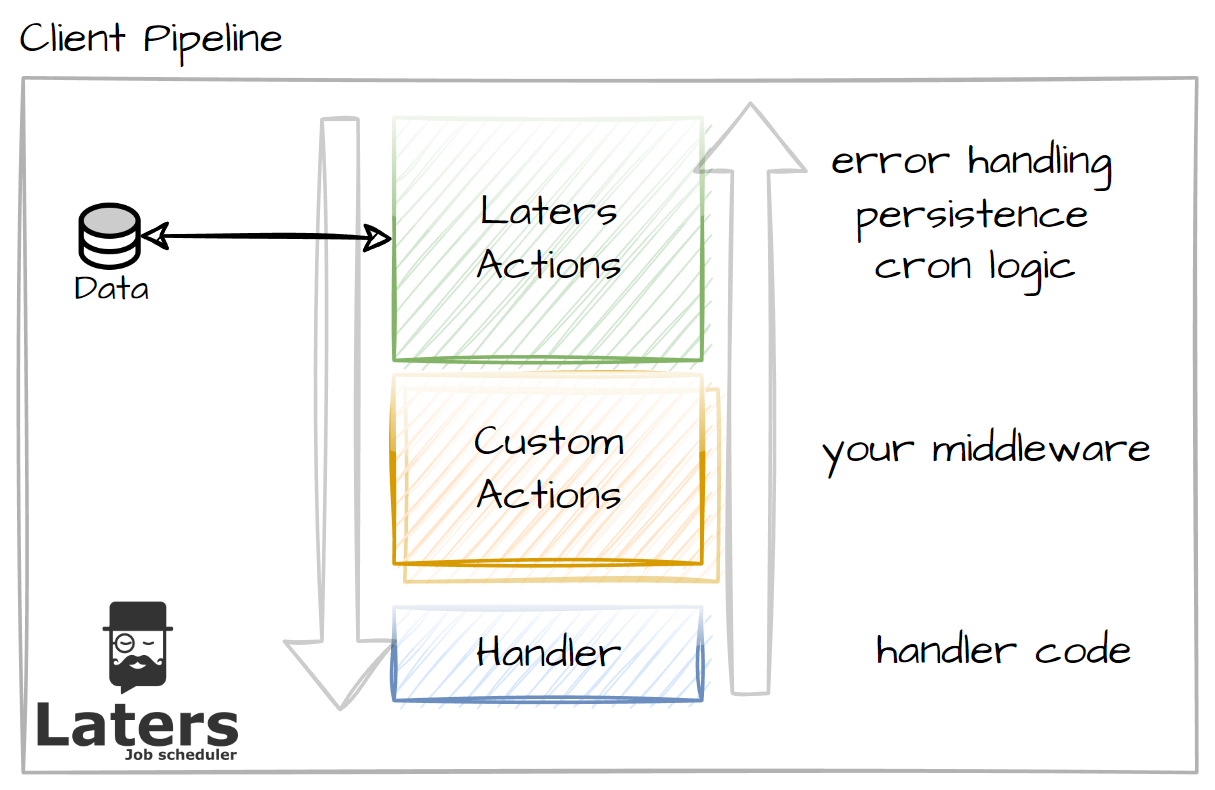 Client Pipeline
Laters
Actions
error handling
persistence
cron logic
Data
Custom
Actions
your middleware
Handler
handler code
Laters
Job scheduler